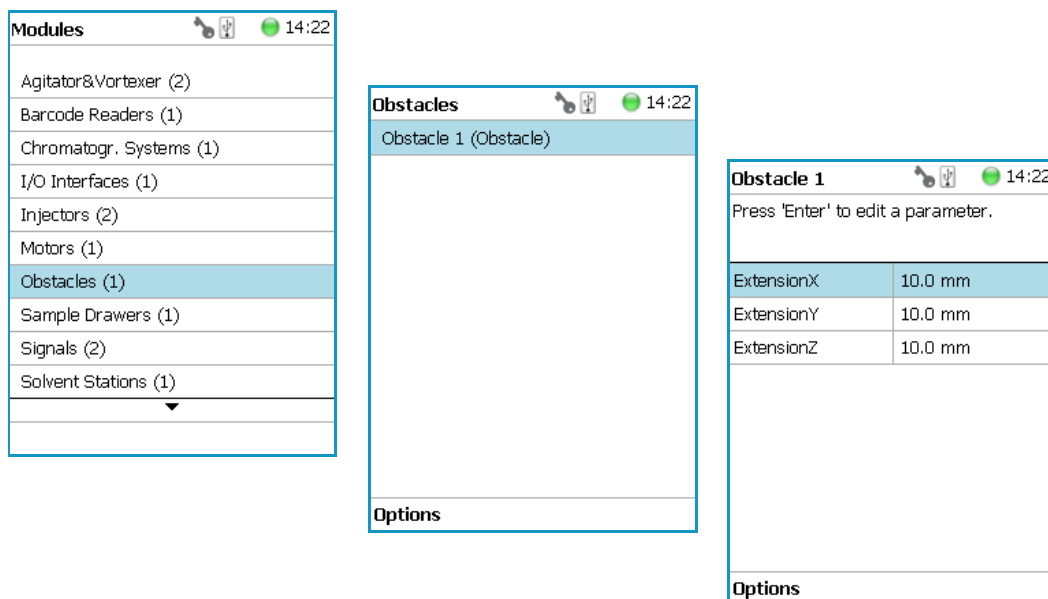 Modules 14:22
Agitator&Vortexer (2)
Barcode Readers (1)
Chromatogr. Systems (1)
I/O Interfaces (1)
Injectors (2)
Motors (1)
Obstacles (1)
Sample Drawers (1)
Signals (2)
Solvent Stations (1)
Obstacles 14:22
Obstacle 1 (Obstacle)
Options
Obstacle 1 14:22
Press 'Enter' to edit a parameter.
ExtensionX 10.0 mm
ExtensionY 10.0 mm
ExtensionZ 10.0 mm
Options